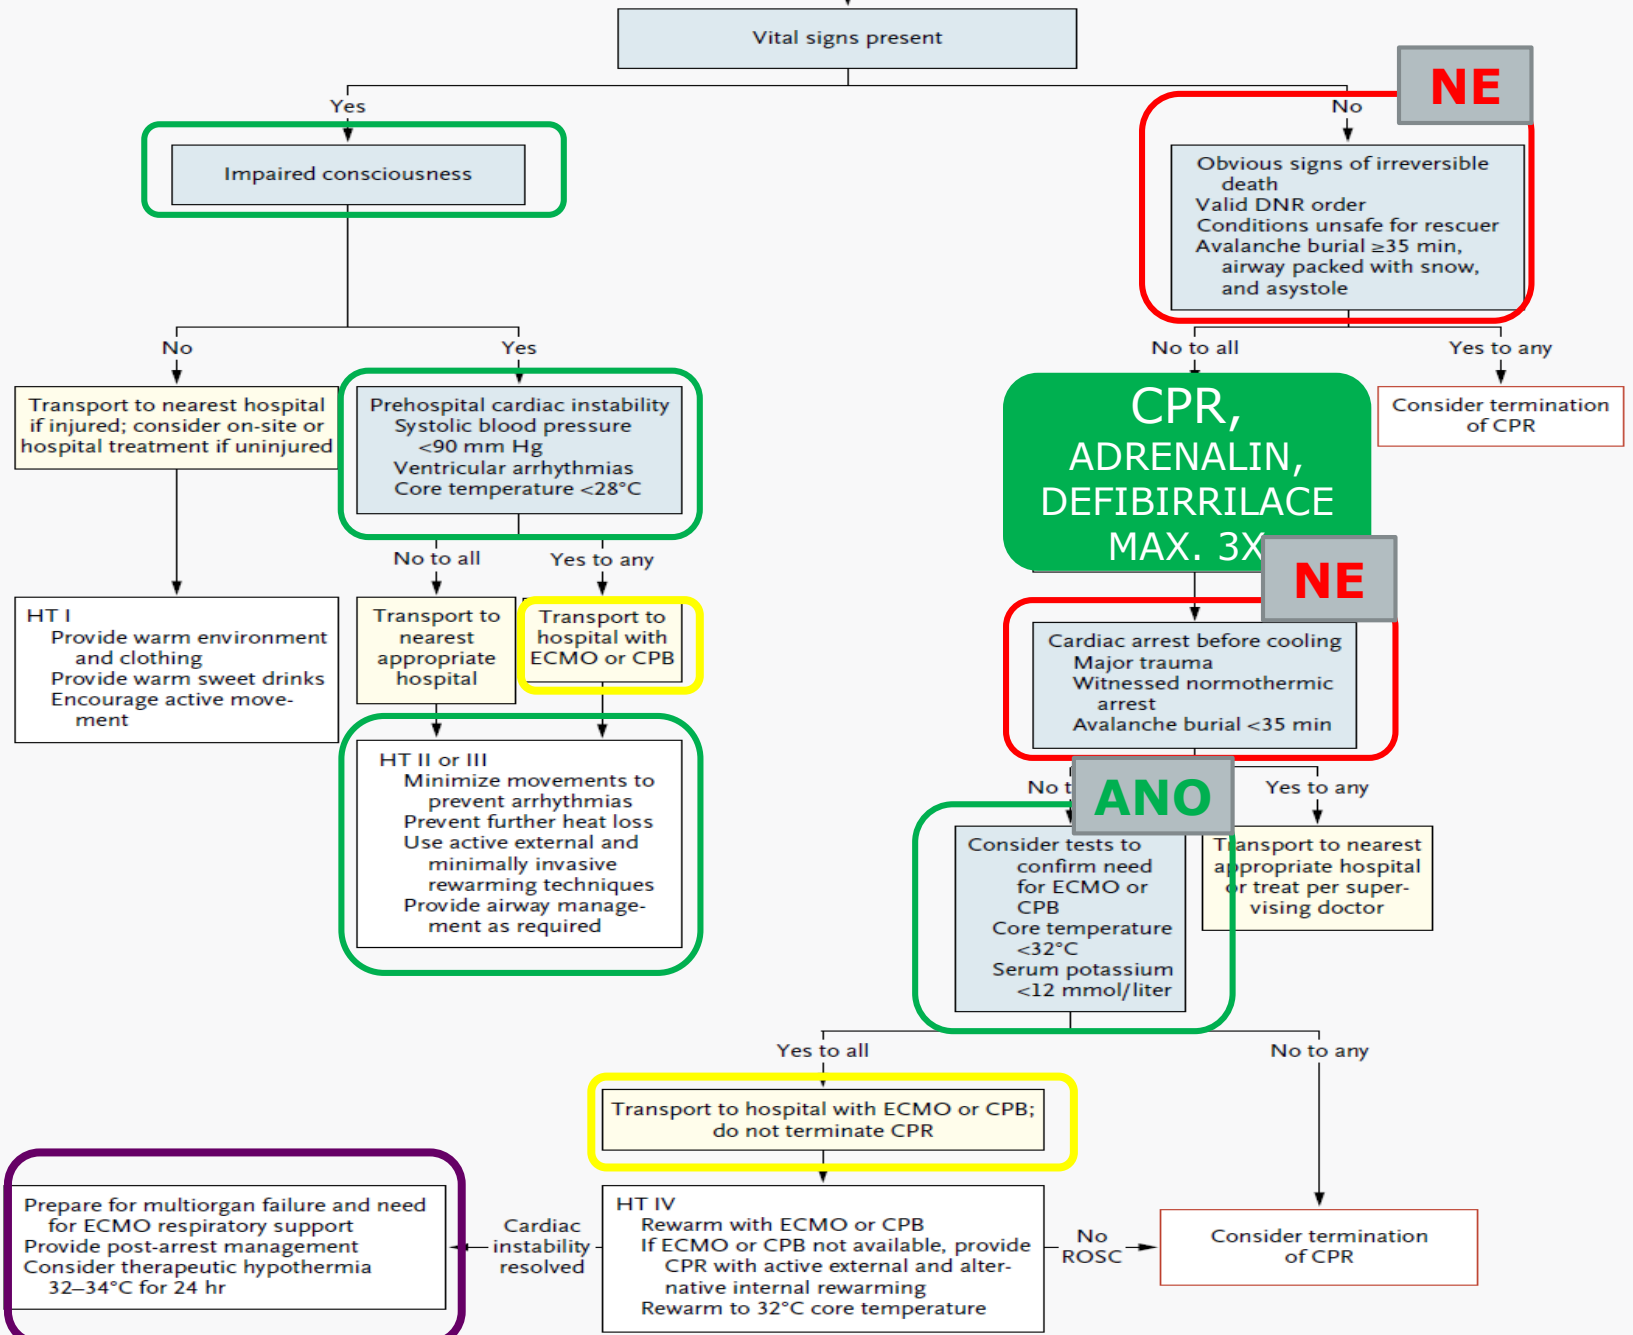 Vital signs present
Yes
No
NE
Impaired consciousness
Obvious signs of irreversible
death
Valid DNR order
Conditions unsafe for rescuer
Avalanche burial ≥35 min,
airway packed with snow,
and asystole
No
Yes
No to all
Yes to any
Transport to nearest hospital
if injured; consider on-site or
hospital treatment if uninjured
Prehospital cardiac instability
Systolic blood pressure
<90 mm Hg
Ventricular arrhythmias
Core temperature <28°C
CPR,
ADRENALIN,
DEFIBIRRILACE
MAX. 3X
Consider termination
of CPR
No to all
Yes to any
NE
HT I
Provide warm environment
and clothing
Provide warm sweet drinks
Encourage active move-
ment
Transport to
nearest
appropriate
hospital
Transport to
hospital with
ECMO or CPB
Cardiac arrest before cooling
Major trauma
Witnessed normothermic
arrest
Avalanche burial <35 min
HT II or III
Minimize movements to
prevent arrhythmias
Prevent further heat loss
Use active external and
minimally invasive
rewarming techniques
Provide airway manage-
ment as required
No
ANO
Yes to any
Consider tests to
confirm need
for ECMO or
CPB
Core temperature
<32°C
Serum potassium
<12 mmol/liter
Transport to nearest
appropriate hospital
or treat per super-
vising doctor
Yes to all
No to any
Transport to hospital with ECMO or CPB;
do not terminate CPR
Prepare for multiorgan failure and need
for ECMO respiratory support
Provide post-arrest management
Consider therapeutic hypothermia
32–34°C for 24 hr
Cardiac
instability
resolved
HT IV
Rewarm with ECMO or CPB
If ECMO or CPB not available, provide
CPR with active external and alter-
native internal rewarming
Rewarm to 32°C core temperature
No
ROSC
Consider termination
of CPR